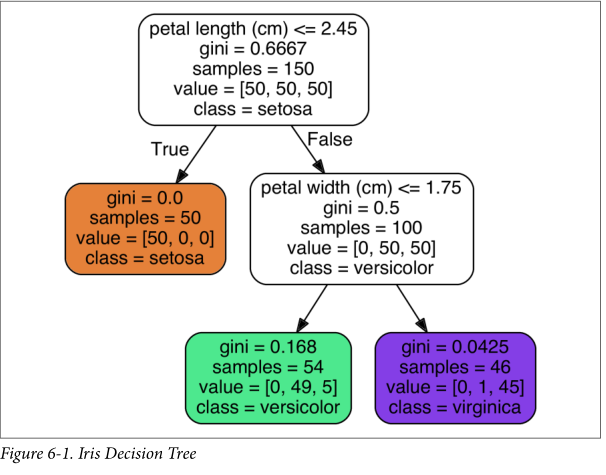 petal length (cm) <= 2.45
gini = 0.6667
samples = 150
value = [50, 50, 50]
class = setosa
True
False
gini = 0.0
samples = 50
value = [50, 0, 0]
class = setosa
petal width (cm) <= 1.75
gini = 0.5
samples = 100
value = [0, 50, 50]
class = versicolor
gini = 0.168
samples = 54
value = [0, 49, 5]
class = versicolor
gini = 0.0425
samples = 46
value = [0, 1, 45]
class = virginica
Figure 6-1. Iris Decision Tree